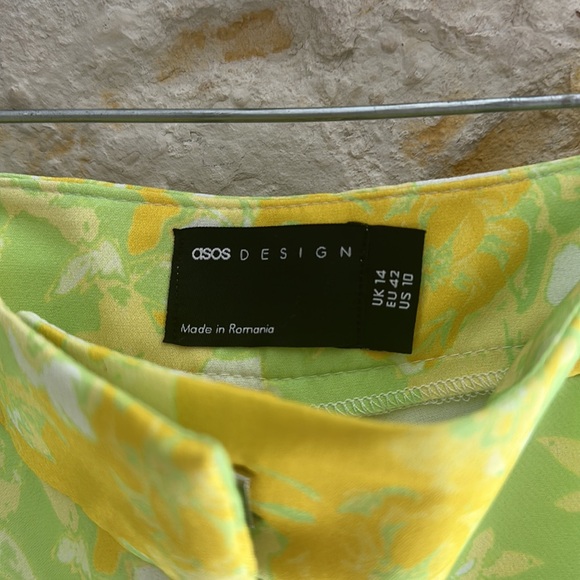 asos DESIGN
Made in Romania
UK 14
EU 42
US 10